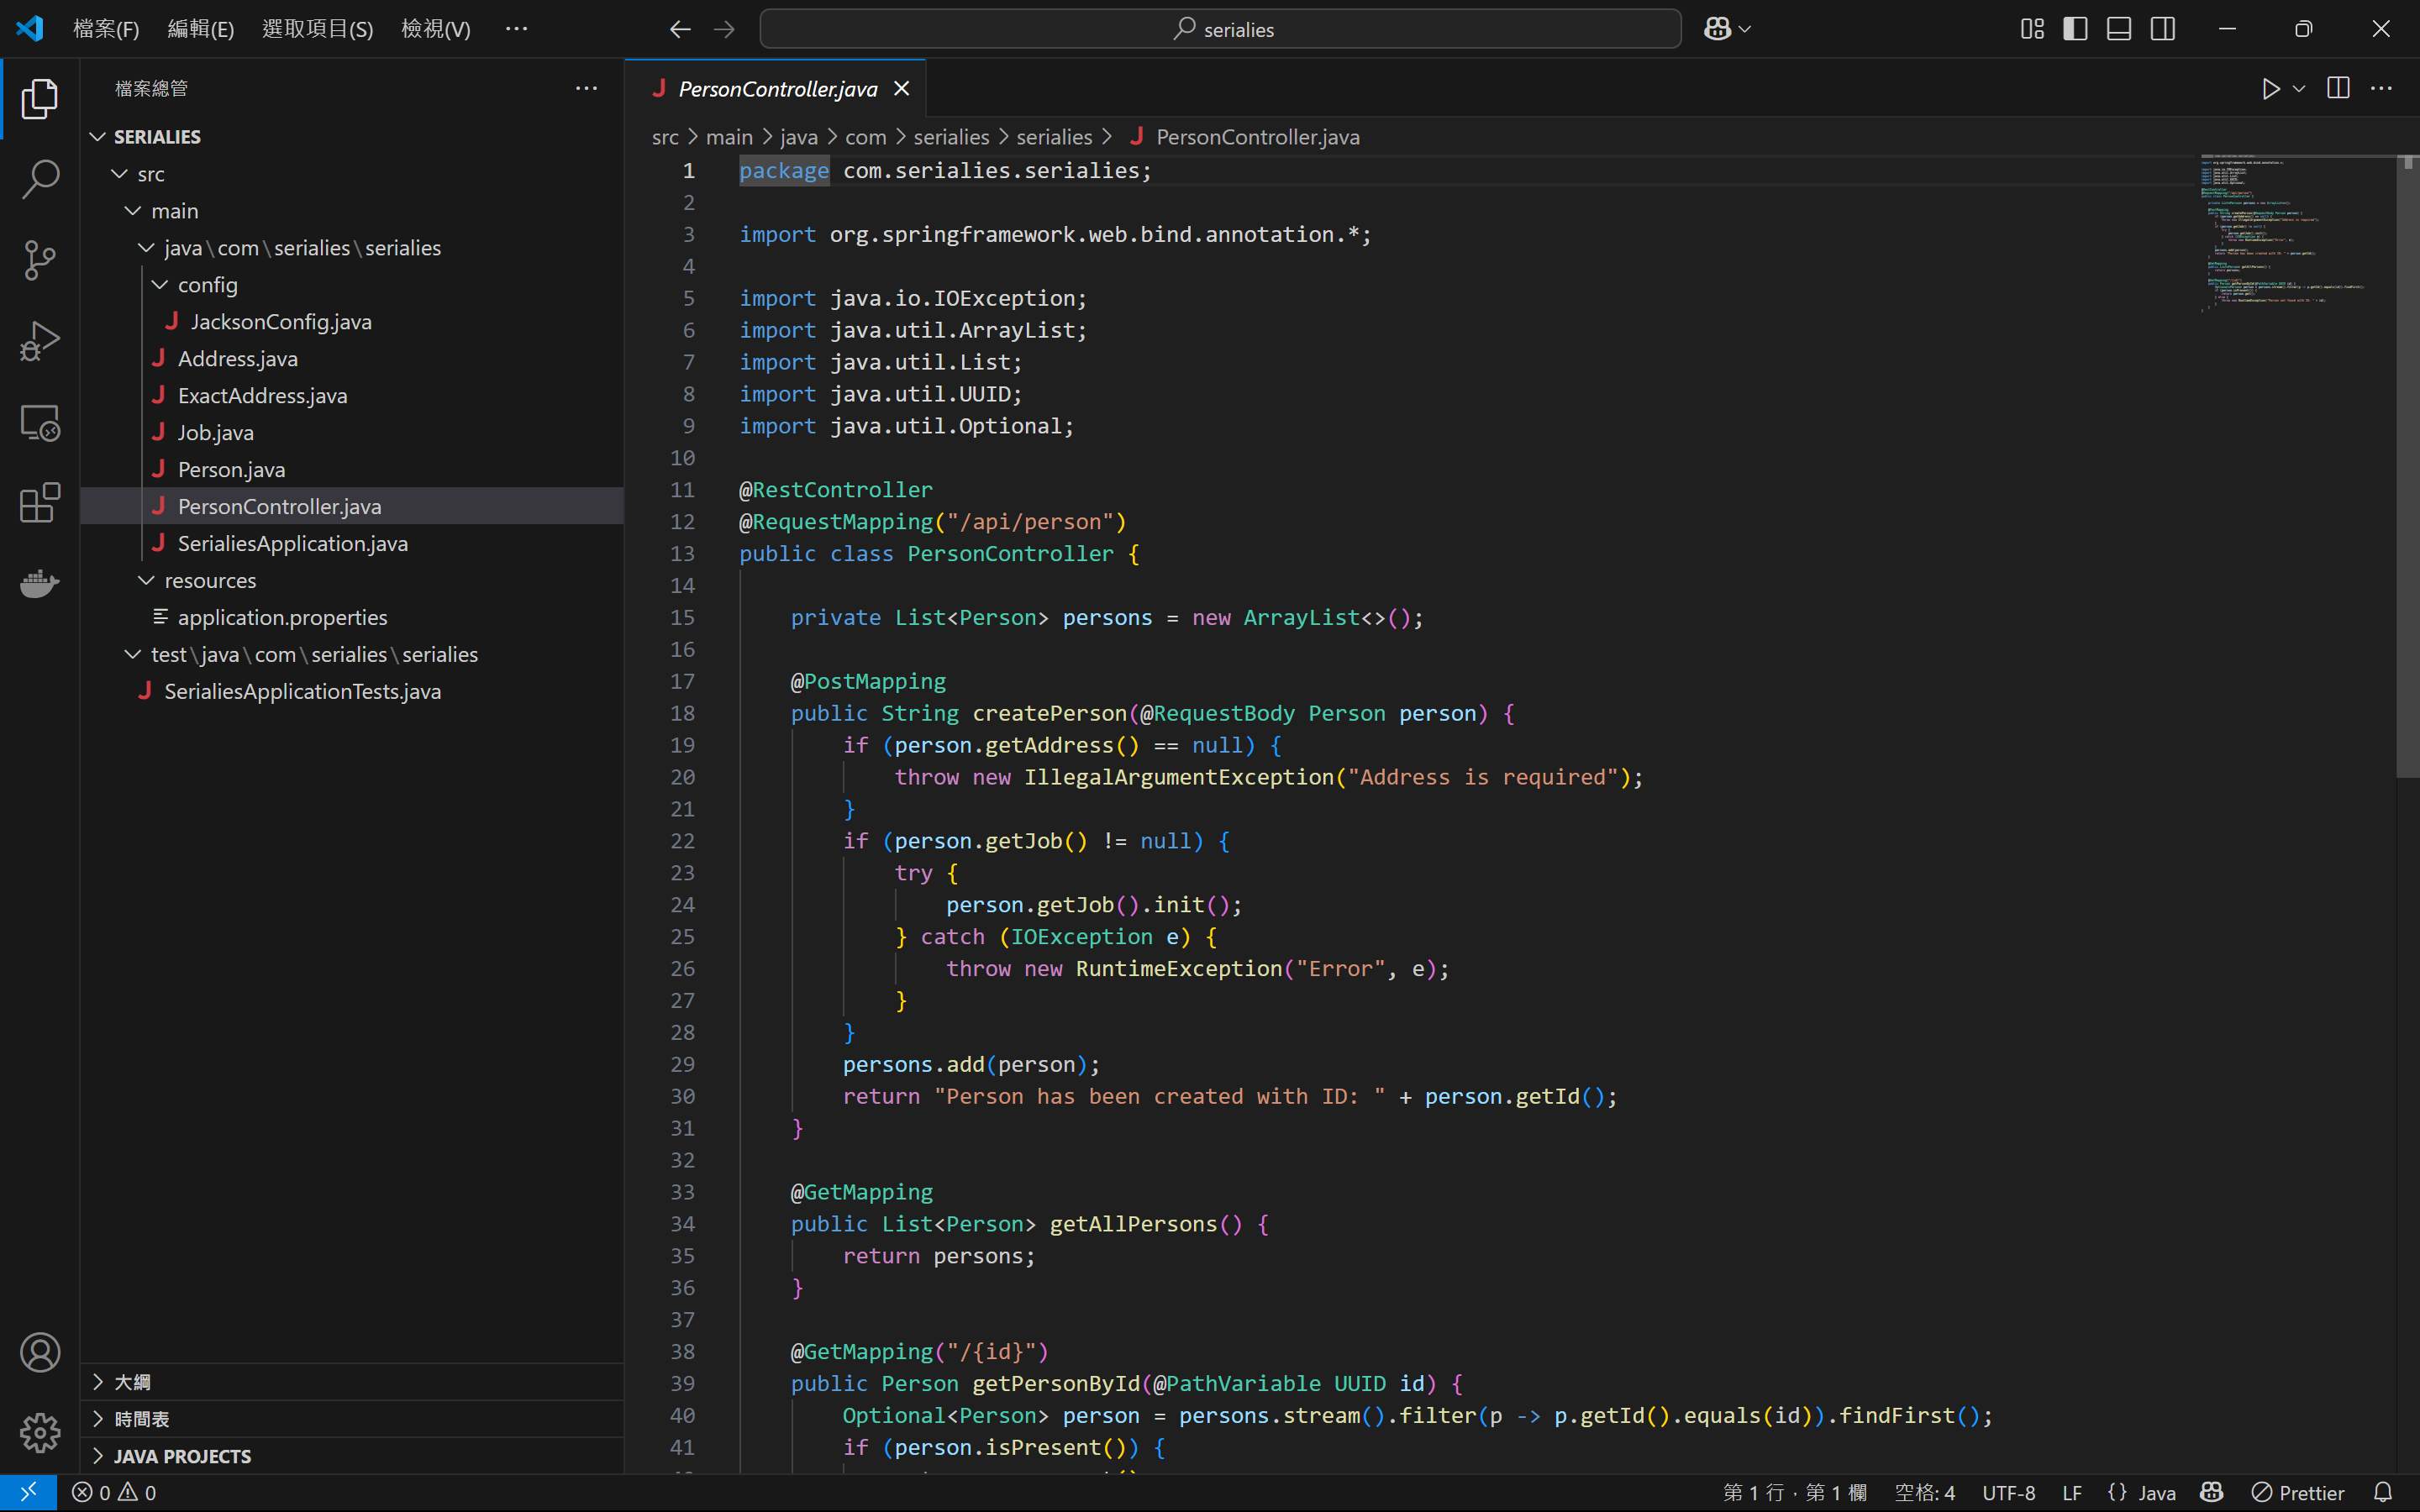 檔案(F) 編輯(E) 選取項目(S) 檢視(V) ···
serialies
檔案總管
SERIALIES
src
main
java\com\serialies\serialies
config
JacksonConfig.java
Address.java
ExactAddress.java
Job.java
Person.java
PersonController.java
SerialiesApplication.java
resources
application.properties
test\java\com\serialies\serialies
SerialiesApplicationTests.java
大綱
時間表
JAVA PROJECTS
PersonController.java
src > main > java > com > serialies > serialies > PersonController.java
1 package com.serialies.serialies;
2
3 import org.springframework.web.bind.annotation.*;
4
5 import java.io.IOException;
6 import java.util.ArrayList;
7 import java.util.List;
8 import java.util.UUID;
9 import java.util.Optional;
10
11 @RestController
12 @RequestMapping("/api/person")
13 public class PersonController {
14
15     private List<Person> persons = new ArrayList<>();
16
17     @PostMapping
18     public String createPerson(@RequestBody Person person) {
19         if (person.getAddress() == null) {
20             throw new IllegalArgumentException("Address is required");
21         }
22         if (person.getJob() != null) {
23             try {
24                 person.getJob().init();
25             } catch (IOException e) {
26                 throw new RuntimeException("Error", e);
27             }
28         }
29         persons.add(person);
30         return "Person has been created with ID: " + person.getId();
31     }
32
33     @GetMapping
34     public List<Person> getAllPersons() {
35         return persons;
36     }
37
38     @GetMapping("/{id}")
39     public Person getPersonById(@PathVariable UUID id) {
40         Optional<Person> person = persons.stream().filter(p -> p.getId().equals(id)).findFirst();
41         if (person.isPresent()) {
0 0
第 1 行，第 1 欄 空格: 4 UTF-8 LF {} Java Prettier